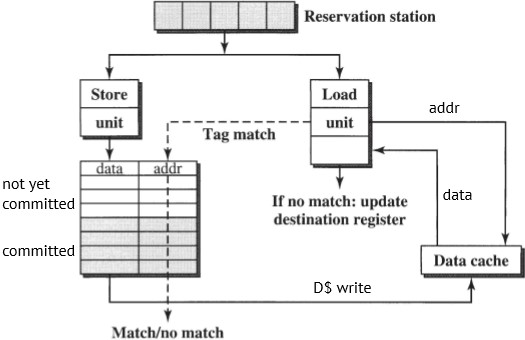 Reservation station
Store
unit
Load
unit
addr
Tag match
data addr
not yet
committed
committed
If no match: update
destination register
data
Data cache
D$ write
Match/no match